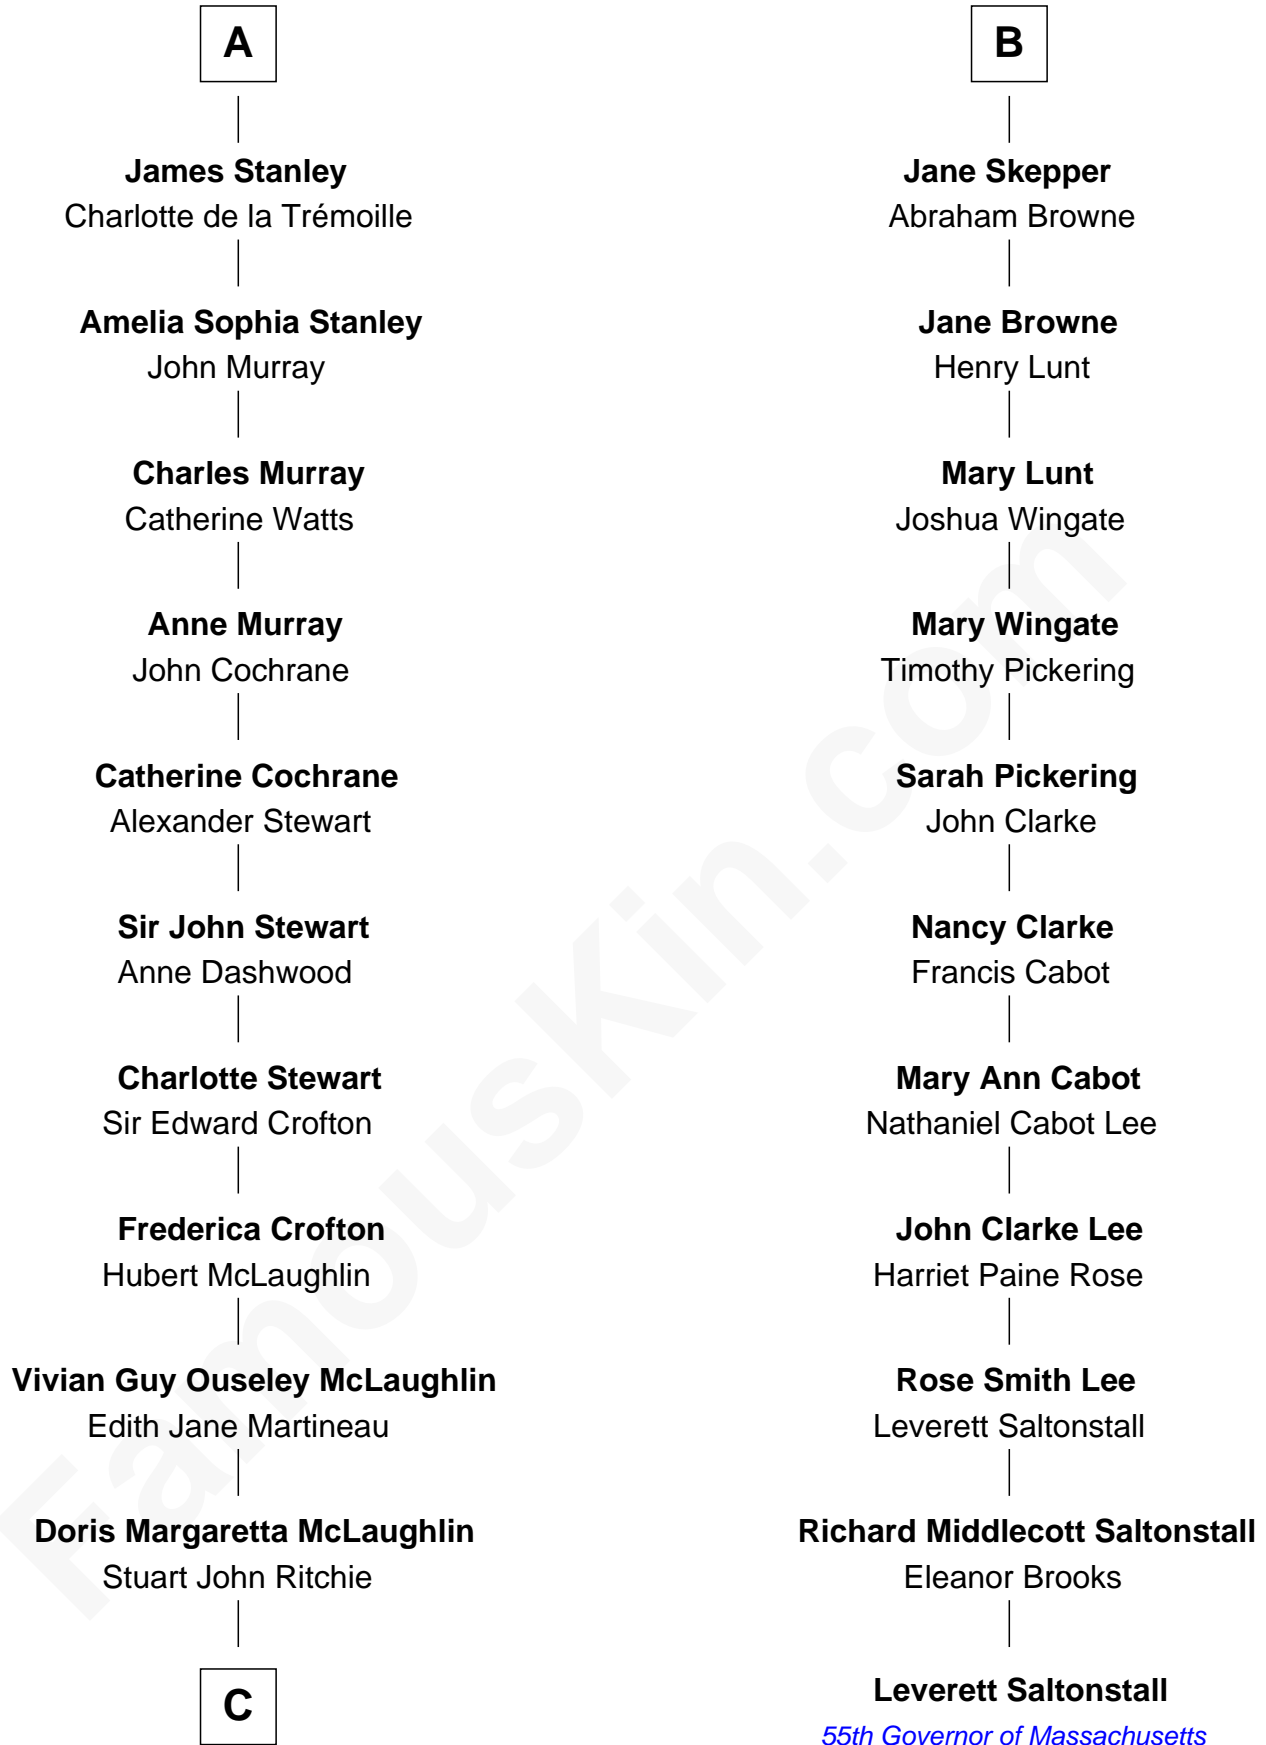 A
James Stanley
Charlotte de la Trémoille
Amelia Sophia Stanley
John Murray
Charles Murray
Catherine Watts
Anne Murray
John Cochrane
Catherine Cochrane
Alexander Stewart
Sir John Stewart
Anne Dashwood
Charlotte Stewart
Sir Edward Crofton
Frederica Crofton
Hubert McLaughlin
Vivian Guy Ouseley McLaughlin
Edith Jane Martineau
Doris Margaretta McLaughlin
Stuart John Ritchie
C
B
Jane Skepper
Abraham Browne
Jane Browne
Henry Lunt
Mary Lunt
Joshua Wingate
Mary Wingate
Timothy Pickering
Sarah Pickering
John Clarke
Nancy Clarke
Francis Cabot
Mary Ann Cabot
Nathaniel Cabot Lee
John Clarke Lee
Harriet Paine Rose
Rose Smith Lee
Leverett Saltonstall
Richard Middlecott Saltonstall
Eleanor Brooks
Leverett Saltonstall
55th Governor of Massachusetts
FamousKin.com